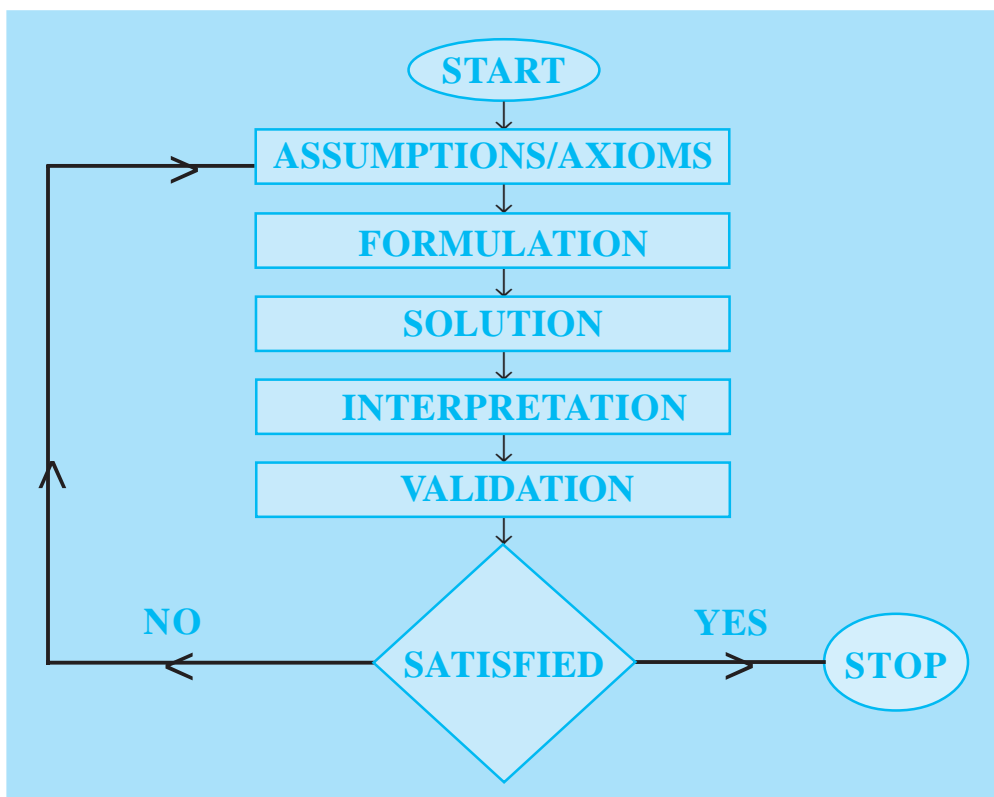 START
ASSUMPTIONS/AXIOMS
FORMULATION
SOLUTION
INTERPRETATION
VALIDATION
NO
YES
SATISFIED
STOP